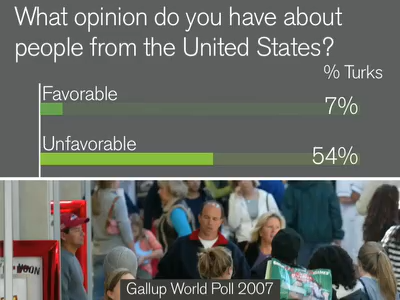 What opinion do you have about
people from the United States?
% Turks
Favorable
7%
Unfavorable
54%
NOUN
Gallup World Poll 2007